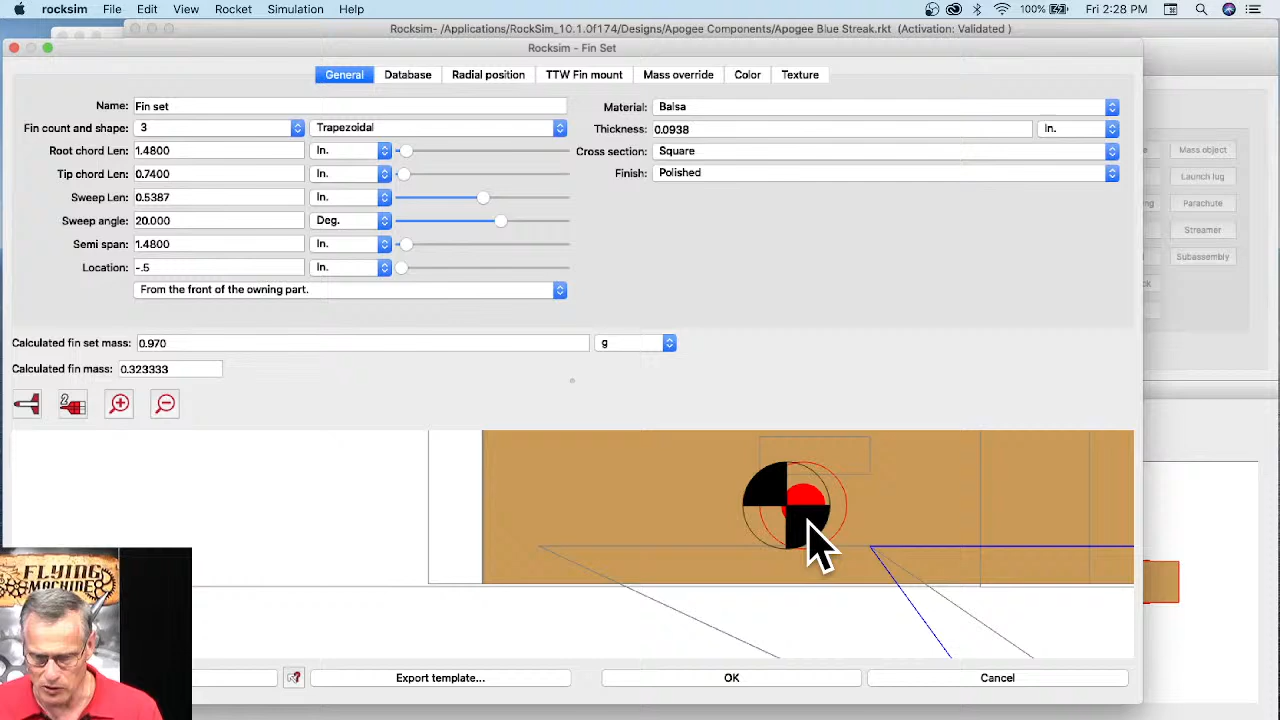 rocksim File Edit View Rocket Simulation Help 100% Fri 2:28 PM
Rocksim- /Applications/RockSim_10.1.0f174/Designs/Apogee Components/Apogee Blue Streak.rkt (Activation: Validated )
Rocksim - Fin Set
General Database Radial position TTW Fin mount Mass override Color Texture
Name: Fin set
Fin count and shape: 3 Trapezoidal
Root chord Len: 1.4800 In.
Tip chord Len: 0.7400 In.
Sweep Len: 0.5387 In.
Sweep angle: 20.000 Deg.
Semi span: 1.4800 In.
Location: -.5 In.
From the front of the owning part.
Material: Balsa
Thickness: 0.0938 In.
Cross section: Square
Finish: Polished
Mass object
Launch lug
Parachute
Streamer
Subassembly
Calculated fin set mass: 0.970 g
Calculated fin mass: 0.323333
2
Export template... OK Cancel
FLYING
MACHINE